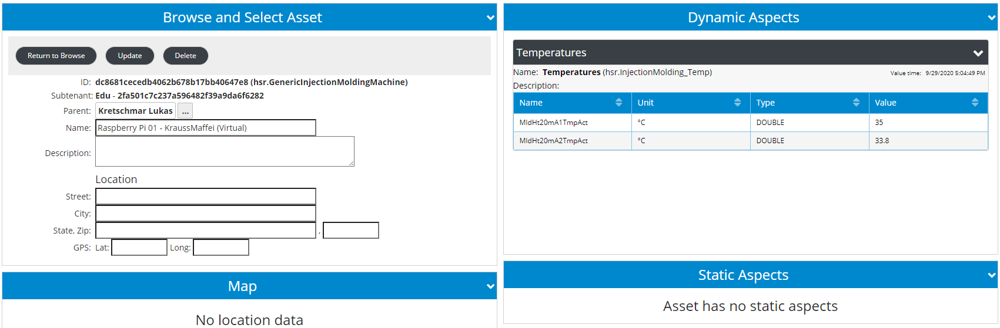 Browse and Select Asset
Return to Browse Update Delete
ID: dc8681cecedb4062b678b17bb40647e8 (hsr.GenericInjectionMoldingMachine)
Subtenant: Edu - 2fa501c7c237a596482f39a9da6f6282
Parent: Kretschmar Lukas ...
Name: Raspberry Pi 01 - KraussMaffei (Virtual)
Description:
Location
Street:
City:
State, Zip: ,
GPS: Lat: Long:
Map
No location data
Dynamic Aspects
Temperatures
Name: Temperatures (hsr.InjectionMolding_Temp) Value time: 9/29/2020 5:04:49 PM
Description:
Name Unit Type Value
MldHt20mA1TmpAct °C DOUBLE 35
MldHt20mA2TmpAct °C DOUBLE 33.8
Static Aspects
Asset has no static aspects